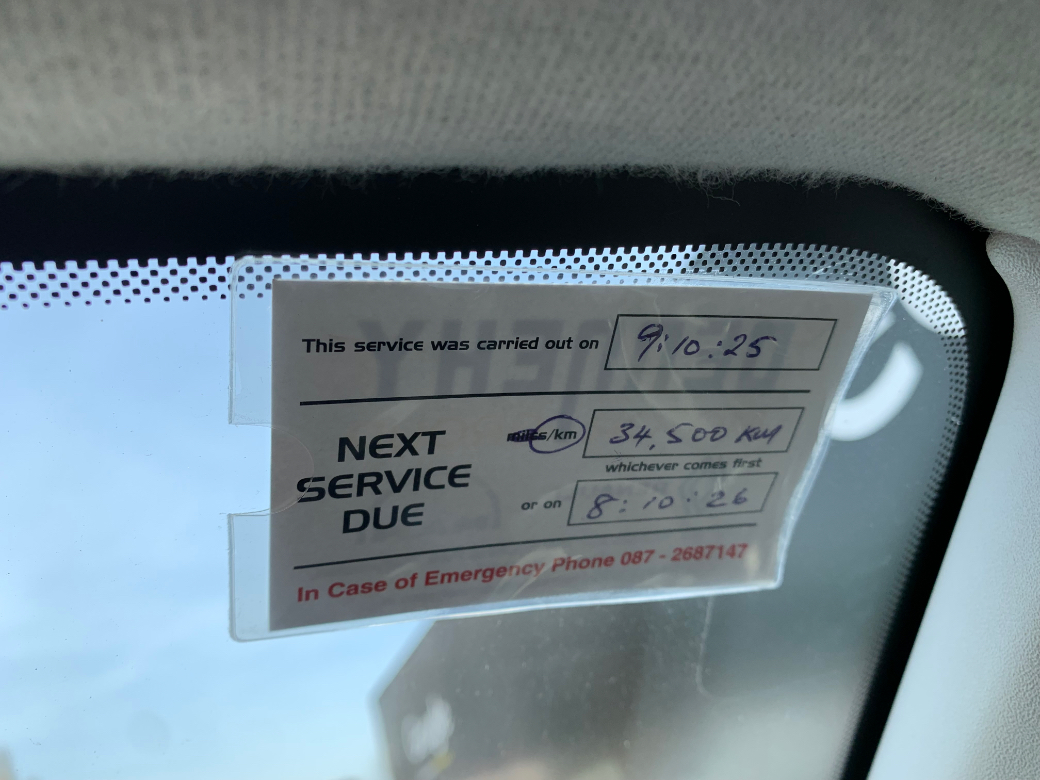 This service was carried out on 9:10:25
NEXT SERVICE DUE
miles/km 34,500 KM
whichever comes first
or on 8:10:26
In Case of Emergency Phone 087 - 2687147